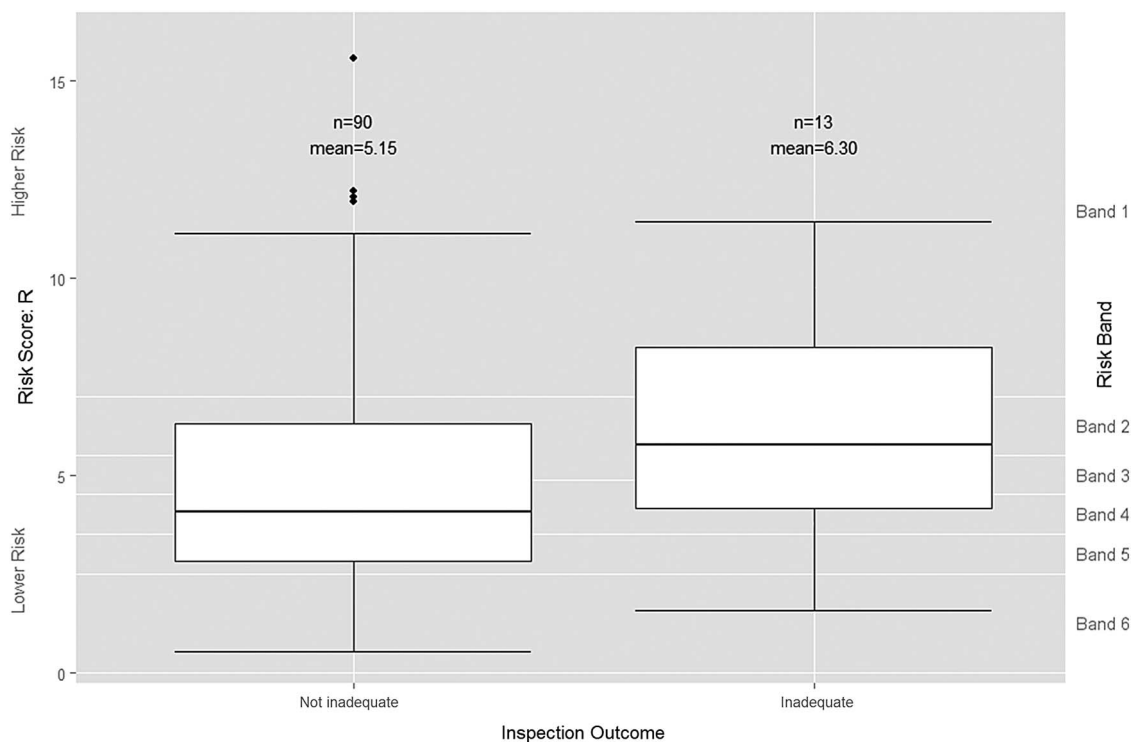 15
10
5
0
Higher Risk
Risk Score: R
Lower Risk
n=90
mean=5.15
n=13
mean=6.30
Band 1
Band 2
Band 3
Band 4
Band 5
Band 6
Risk Band
Not inadequate
Inadequate
Inspection Outcome